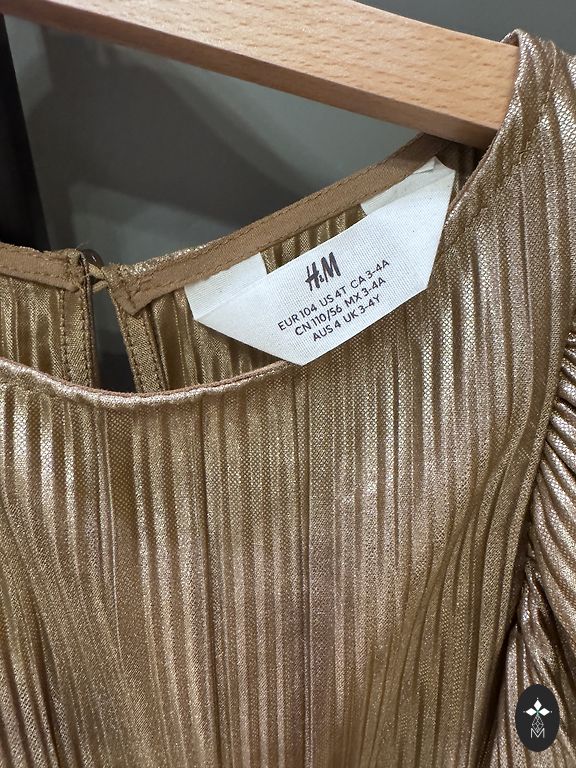 H&M
EUR 104 US 4T CA 3-4A
CN 110/56 MX 3-4A
AUS 4 UK 3-4Y
M